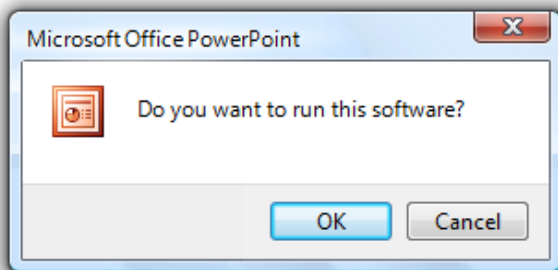 Microsoft Office PowerPoint
Do you want to run this software?
OK
Cancel